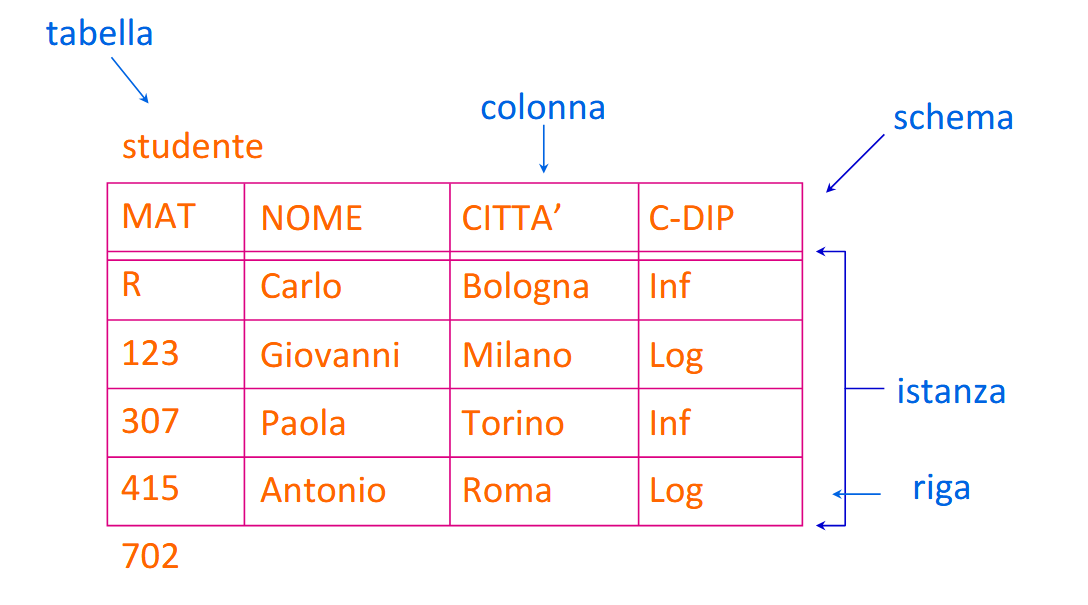 tabella
colonna
schema
studente
MAT NOME CITTA’ C-DIP
R Carlo Bologna Inf
123 Giovanni Milano Log
307 Paola Torino Inf
istanza
415 Antonio Roma Log
riga
702